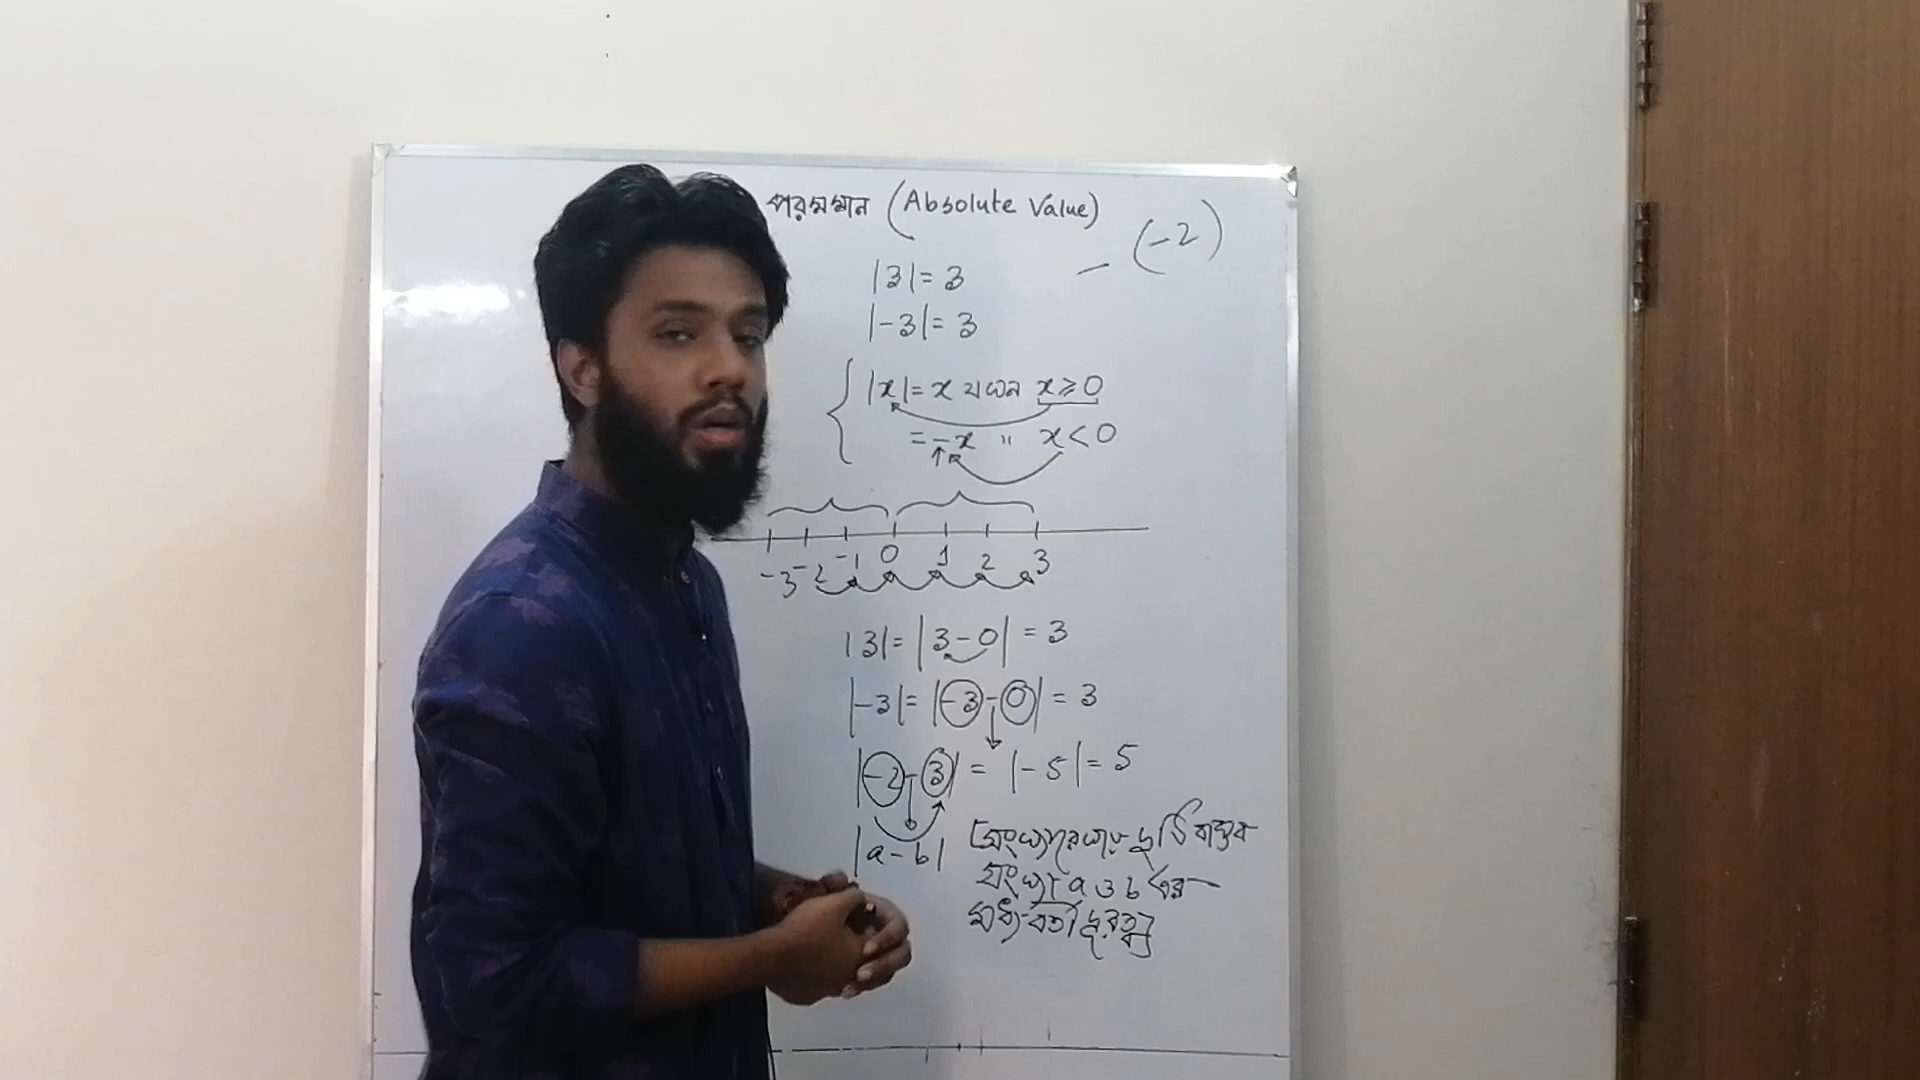 পরমমান (Absolute Value)
- (-2)
|3| = 3
|-3| = 3
|x| = x যখন x ≥ 0
= -x " x < 0
-3 -2 -1 0 1 2 3
|3| = |3-0| = 3
|-3| = |-3-0| = 3
|-2-3| = |-5| = 5
|a-b| [সংখ্যারেখায় দুটি বাস্তব
সংখ্যা a ও b এর
মধ্যবর্তী দূরত্ব]